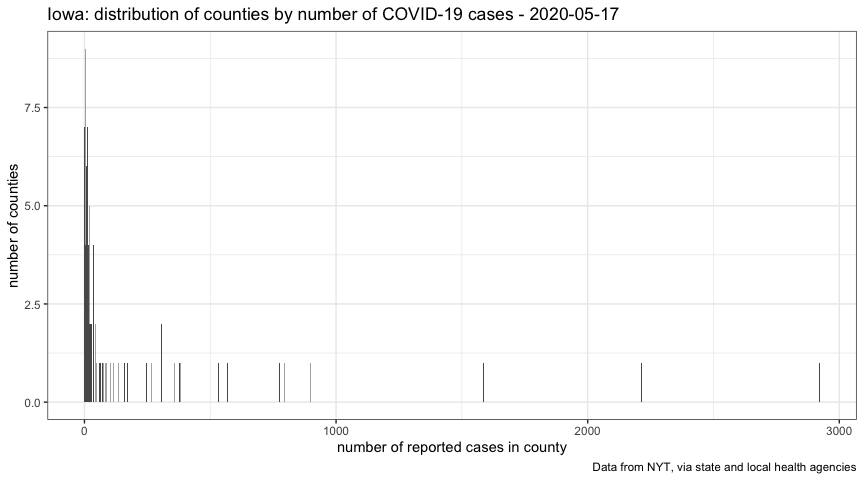 Iowa: distribution of counties by number of COVID-19 cases - 2020-05-17
7.5
5.0
2.5
0.0
number of counties
0 1000 2000 3000
number of reported cases in county
Data from NYT, via state and local health agencies